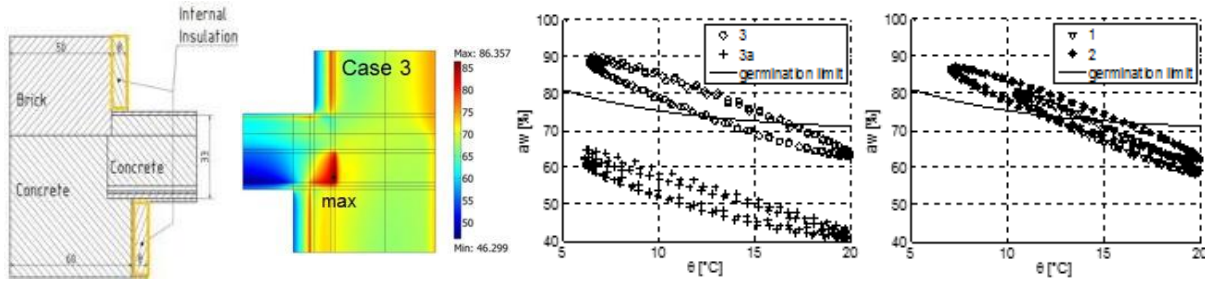 Internal
Insulation
50
θ
Brick
Concrete
33
Concrete
60
θ
Case 3
max
Max: 86.357
85
80
75
70
65
60
55
50
Min: 46.299
100
90
80
70
60
50
40
aw [%]
5
10
15
20
θ [°C]
3
3a
germination limit
100
90
80
70
60
50
40
aw [%]
5
10
15
20
θ [°C]
1
2
germination limit